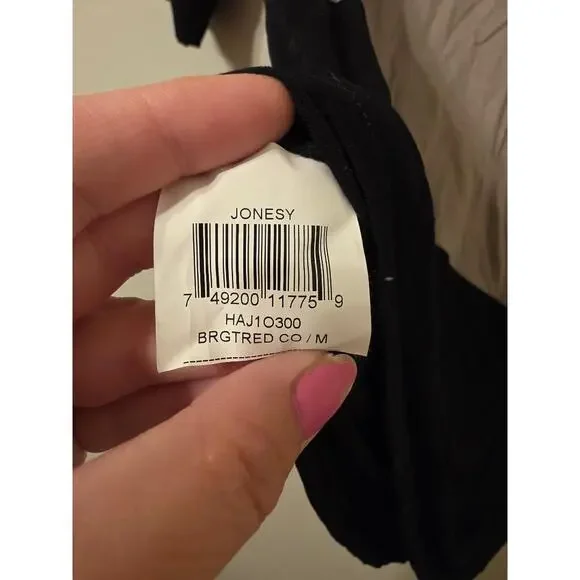 JONESY
7 49200 11775 9
HAJ1O300
BRGTRED CO / M